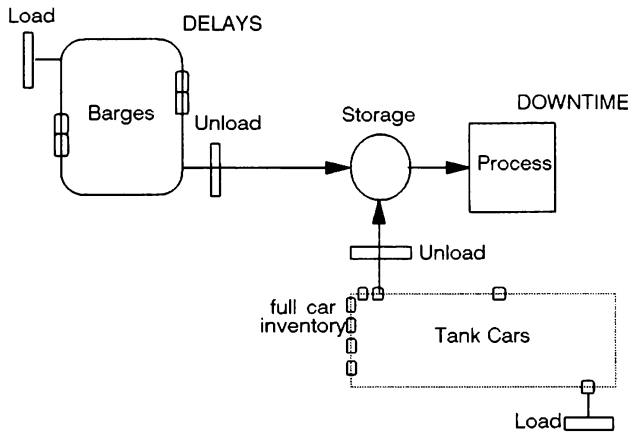 Load
DELAYS
Barges
Unload
Storage
DOWNTIME
Process
Unload
full car
inventory
Tank Cars
Load